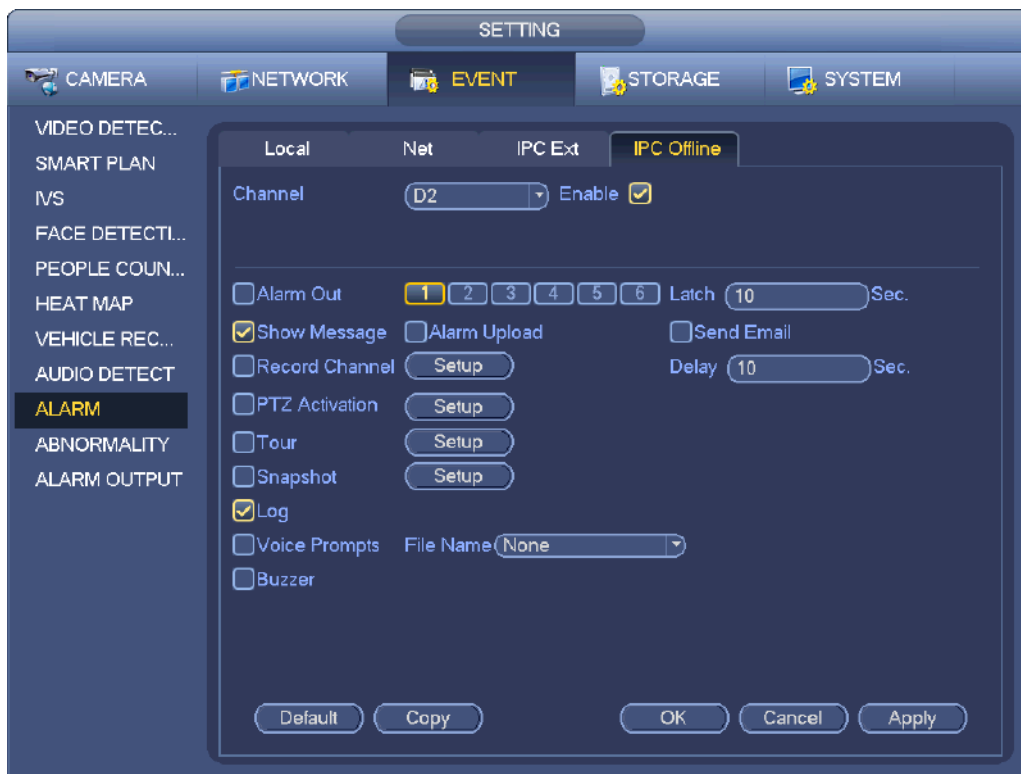 SETTING
CAMERA NETWORK EVENT STORAGE SYSTEM
VIDEO DETEC...
SMART PLAN
IVS
FACE DETECTI...
PEOPLE COUN...
HEAT MAP
VEHICLE REC...
AUDIO DETECT
ALARM
ABNORMALITY
ALARM OUTPUT
Local Net IPC Ext IPC Offline
Channel D2 Enable
Alarm Out 1 2 3 4 5 6 Latch 10 Sec.
Show Message Alarm Upload Send Email
Record Channel Setup Delay 10 Sec.
PTZ Activation Setup
Tour Setup
Snapshot Setup
Log
Voice Prompts File Name None
Buzzer
Default Copy OK Cancel Apply